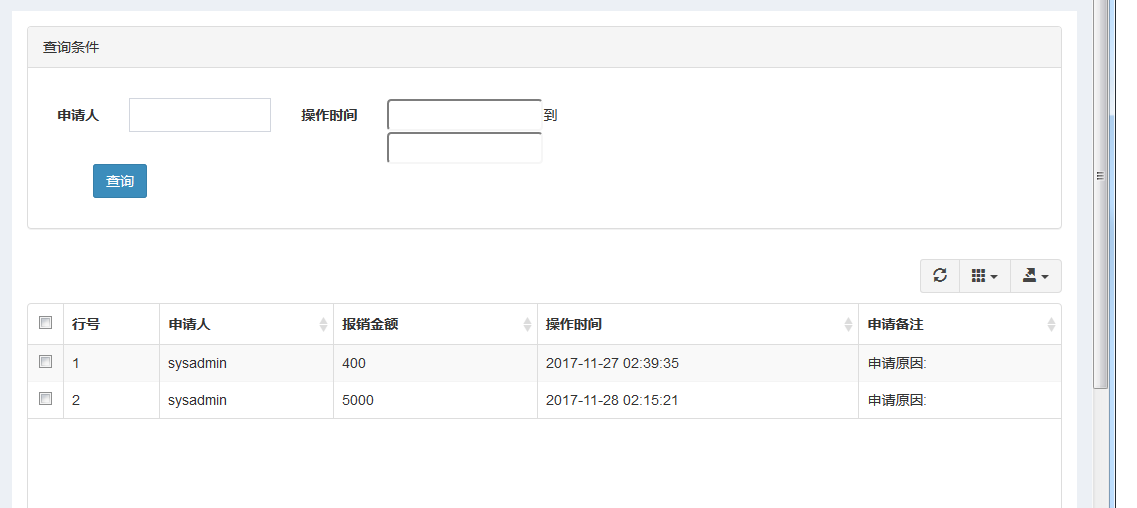 查询条件
申请人 操作时间 到
查询
行号 申请人 报销金额 操作时间 申请备注
1 sysadmin 400 2017-11-27 02:39:35 申请原因:
2 sysadmin 5000 2017-11-28 02:15:21 申请原因: